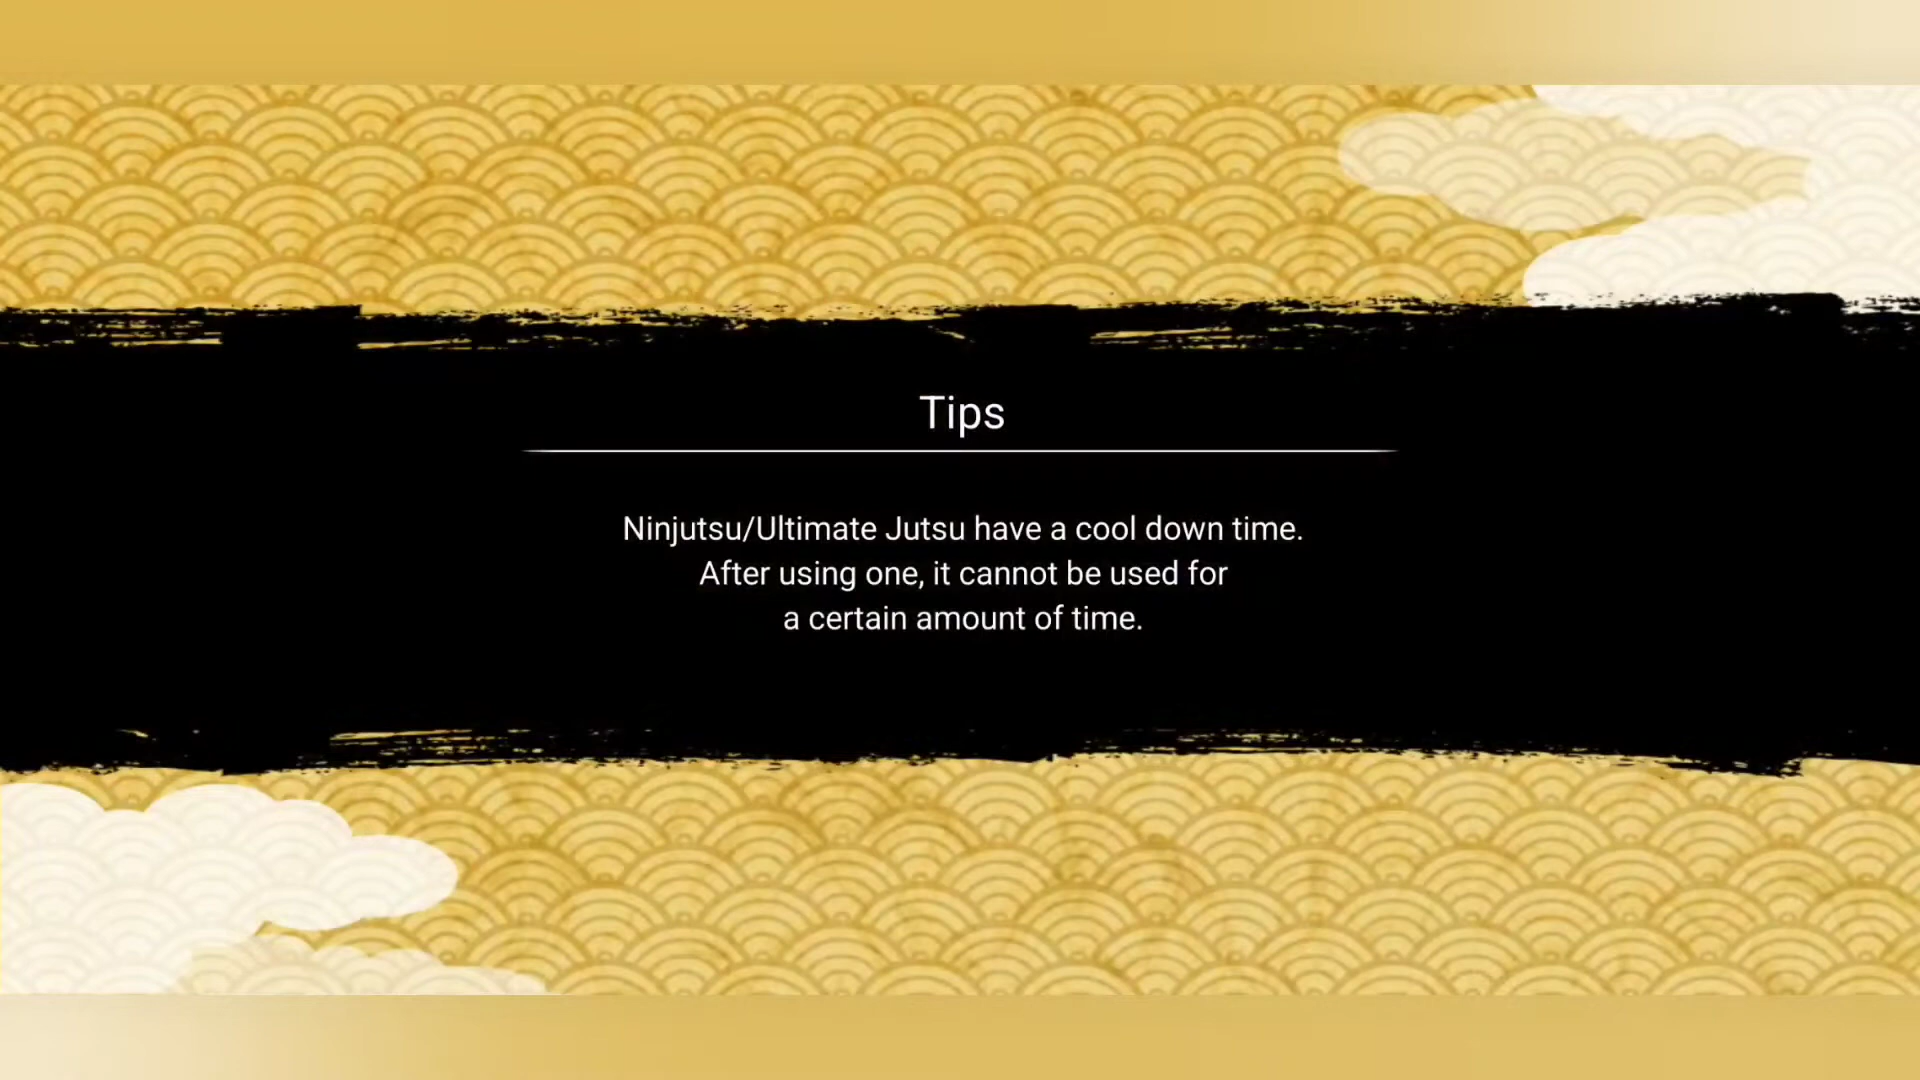 Tips
Ninjutsu/Ultimate Jutsu have a cool down time.
After using one, it cannot be used for
a certain amount of time.